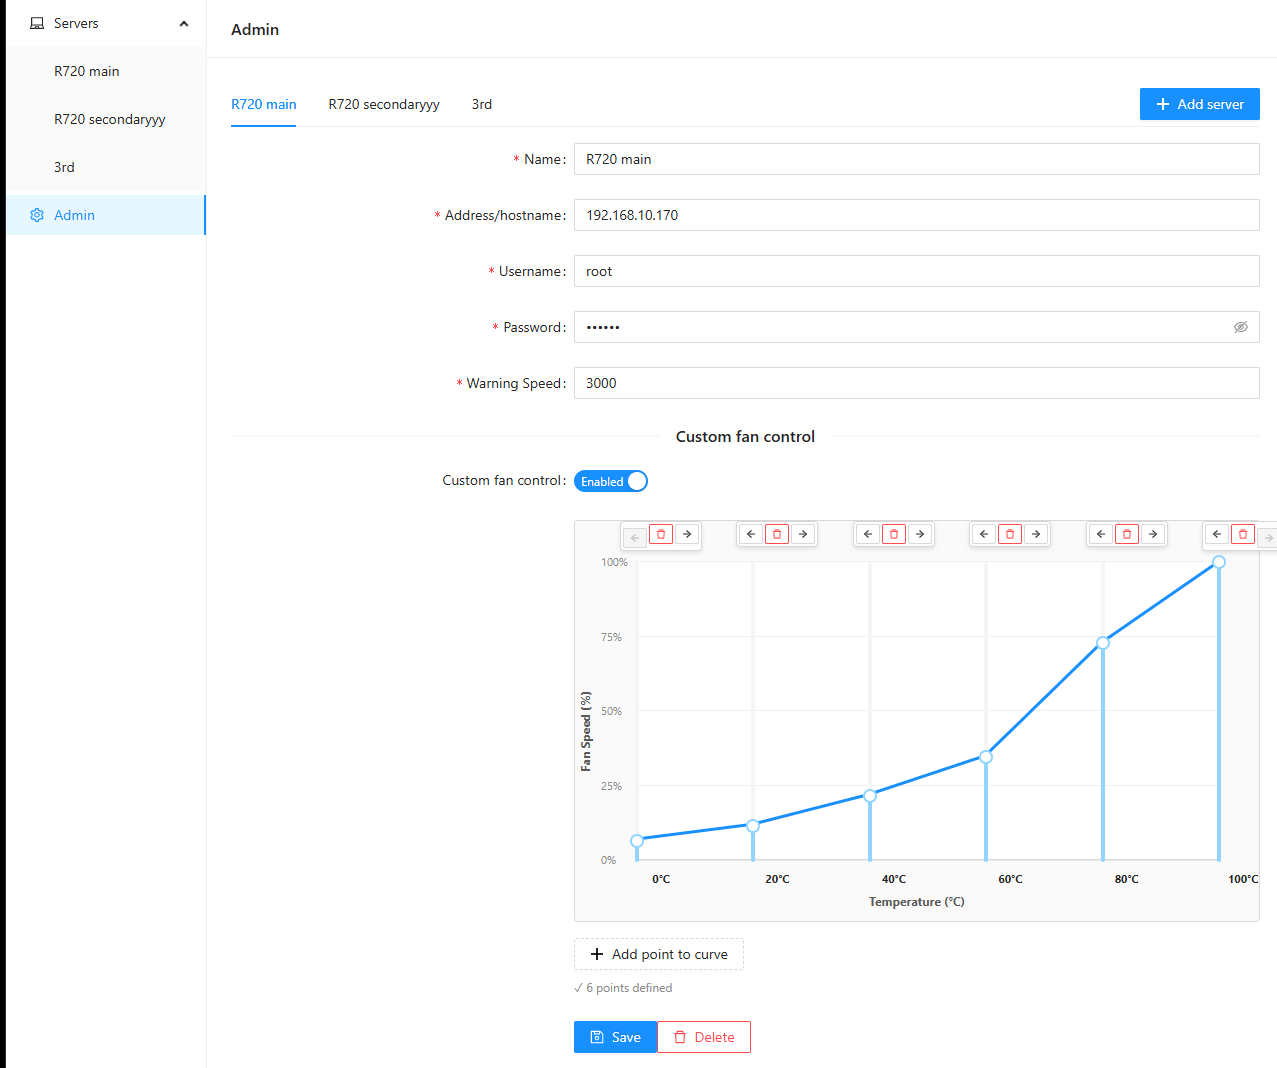 Servers
R720 main
R720 secondaryyy
3rd
Admin
Admin
R720 main
R720 secondaryyy
3rd
Add server
* Name:
R720 main
* Address/hostname:
192.168.10.170
* Username:
root
* Password:
••••••
* Warning Speed:
3000
Custom fan control
Custom fan control:
Enabled
100%
75%
50%
25%
0%
Fan Speed (%)
0°C
20°C
40°C
60°C
80°C
100°C
Temperature (°C)
Add point to curve
✓ 6 points defined
Save
Delete